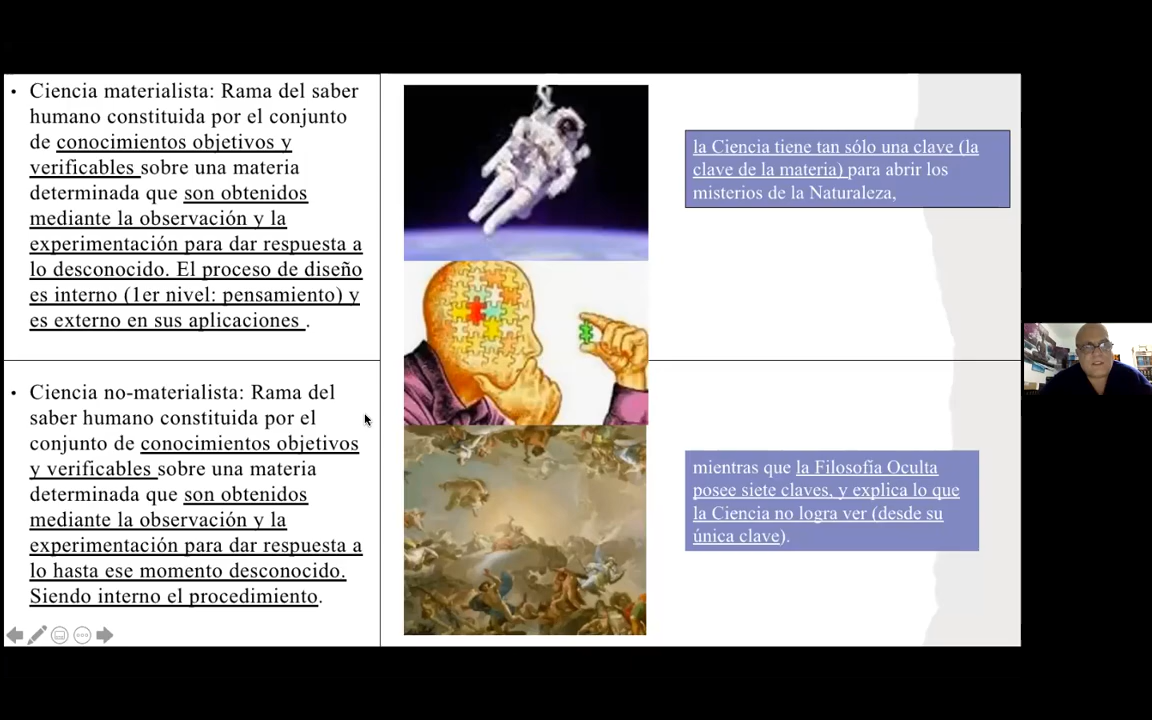 • Ciencia materialista: Rama del saber
humano constituida por el conjunto
de conocimientos objetivos y
verificables sobre una materia
determinada que son obtenidos
mediante la observación y la
experimentación para dar respuesta a
lo desconocido. El proceso de diseño
es interno (1er nivel: pensamiento) y
es externo en sus aplicaciones .
• Ciencia no-materialista: Rama del
saber humano constituida por el
conjunto de conocimientos objetivos
y verificables sobre una materia
determinada que son obtenidos
mediante la observación y la
experimentación para dar respuesta a
lo hasta ese momento desconocido.
Siendo interno el procedimiento.
la Ciencia tiene tan sólo una clave (la
clave de la materia) para abrir los
misterios de la Naturaleza,
mientras que la Filosofía Oculta
posee siete claves, y explica lo que
la Ciencia no logra ver (desde su
única clave).